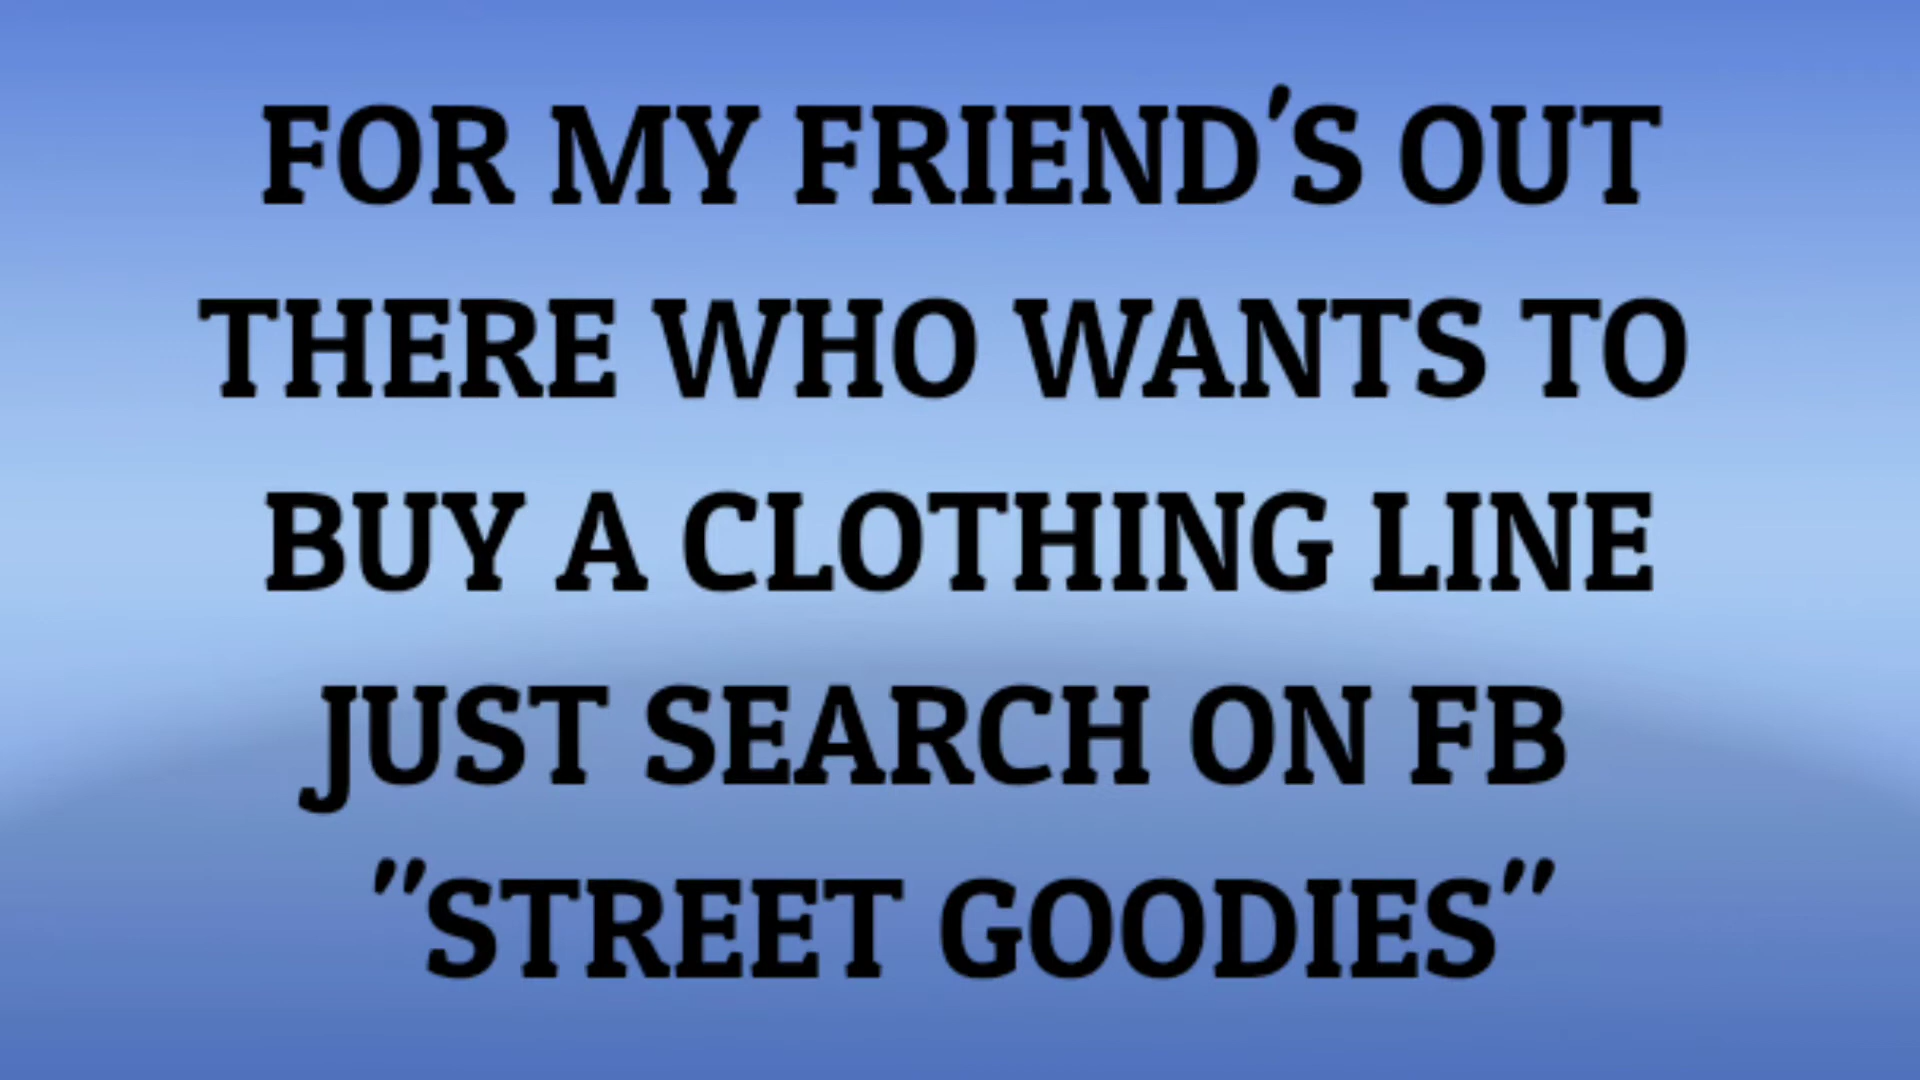 FOR MY FRIEND'S OUT
THERE WHO WANTS TO
BUY A CLOTHING LINE
JUST SEARCH ON FB
"STREET GOODIES"